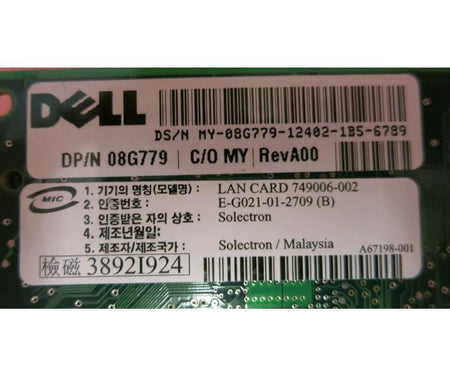 DELL
DS/N MY-08G779-12402-1B5-6789
DP/N 08G779 | C/O MY | RevA00
MIC
1. 기기의 명칭(모델명): LAN CARD 749006-002
2. 인증번호: E-G021-01-2709 (B)
3. 인증받은 자의 상호: Solectron
4. 제조년월일:
5. 제조자/제조국가: Solectron / Malaysia
檢磁 3892I924
A67198-001